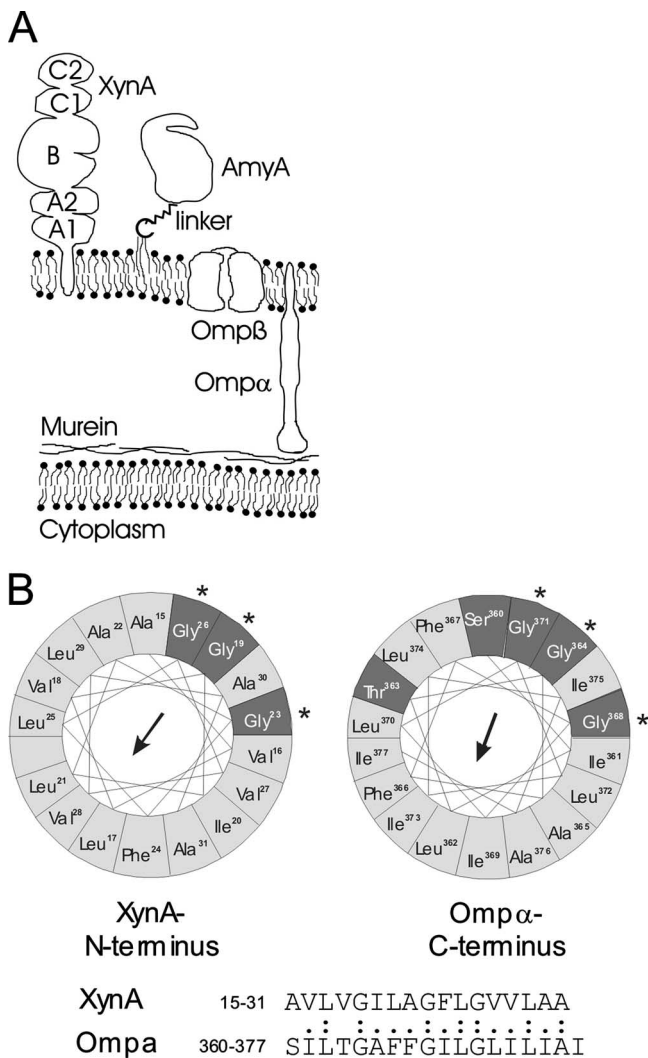 A
C2
XynA
C1
B
AmyA
A2
linker
A1
Ompß
Ompα
Murein
Cytoplasm
B
Gly26 *
Gly19 *
Ala30
Gly23 *
Val16
Val27
Ile20
Ala31
Phe24
Leu17
Val28
Leu21
Leu25
Val18
Leu29
Ala22
Ala15
XynA-
N-terminus
Ser360
Gly371 *
Gly364 *
Ile375
Gly368 *
Ile361
Leu372
Ala365
Ala376
Ile369
Leu362
Ile373
Phe366
Ile377
Leu370
Thr363
Leu374
Phe367
Ompα-
C-terminus
XynA 15-31 AVLVGILAGFLGVVLAA
.:.:...:.::..:.:
Ompa 360-377 SILTGAFFGILGLILIAI